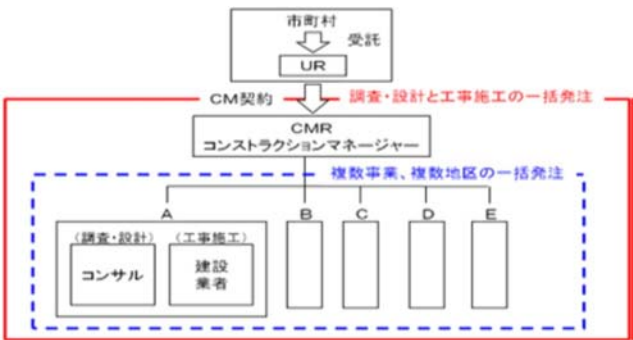 市町村
受託
UR
CM契約
調査・設計と工事施工の一括発注
CMR
コンストラクションマネージャー
複数事業、複数地区の一括発注
A B C D E
（調査・設計） （工事施工）
コンサル
建設
業者